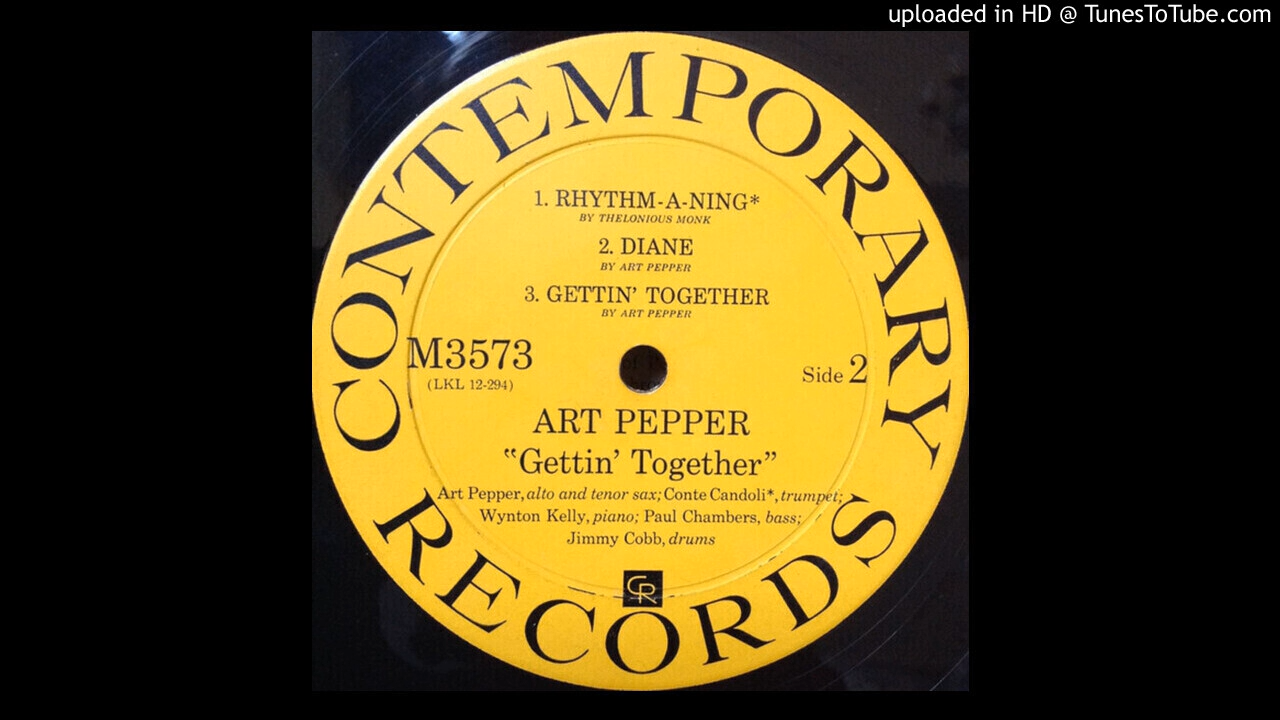 uploaded in HD @ TunesToTube.com
CONTEMPORARY
1. RHYTHM-A-NING*
BY THELONIOUS MONK
2. DIANE
BY ART PEPPER
3. GETTIN' TOGETHER
BY ART PEPPER
M3573
(LKL 12-294)
Side 2
ART PEPPER
"Gettin' Together"
Art Pepper, alto and tenor sax; Conte Candoli*, trumpet;
Wynton Kelly, piano; Paul Chambers, bass;
Jimmy Cobb, drums
CR
RECORDS